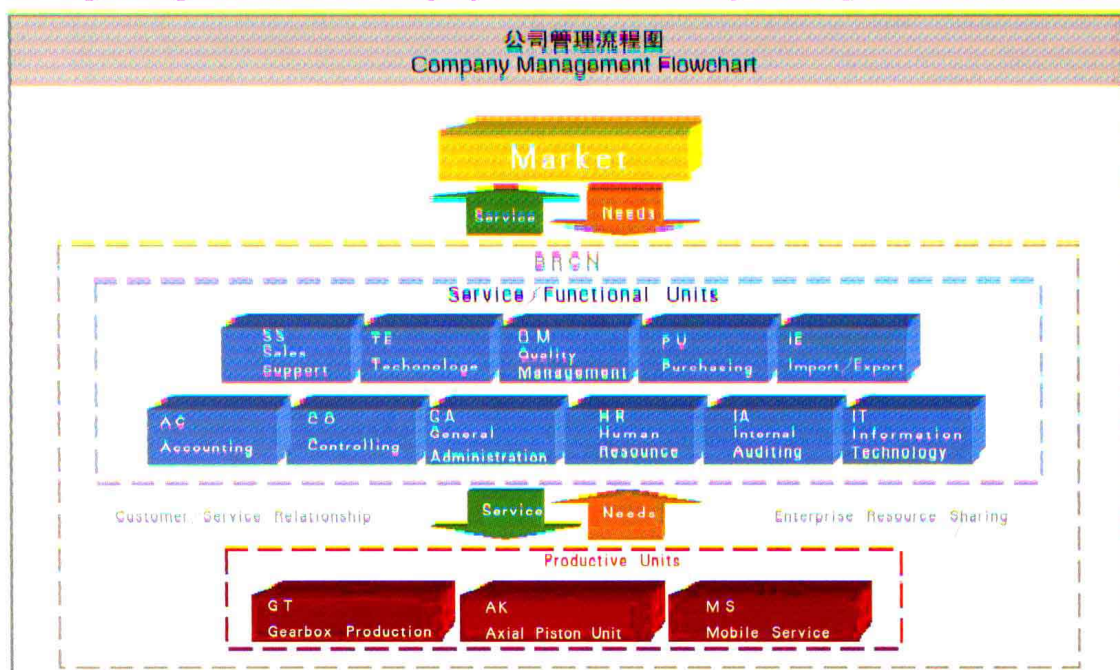 公司管理流程图
Company Management Flowchart
Market
Service
Needs
BRCN
Service/Functional Units
SS
Sales
Support
TE
Techonologe
QM
Quality
Management
PU
Purchasing
IE
Import/Export
AC
Accounting
CO
Controlling
GA
General
Administration
HR
Human
Resource
IA
Internal
Auditing
IT
Information
Technology
Customer, Service Relationship
Service
Needs
Enterprise Resource Sharing
Productive Units
GT
Gearbox Production
AK
Axial Piston Unit
MS
Mobile Service